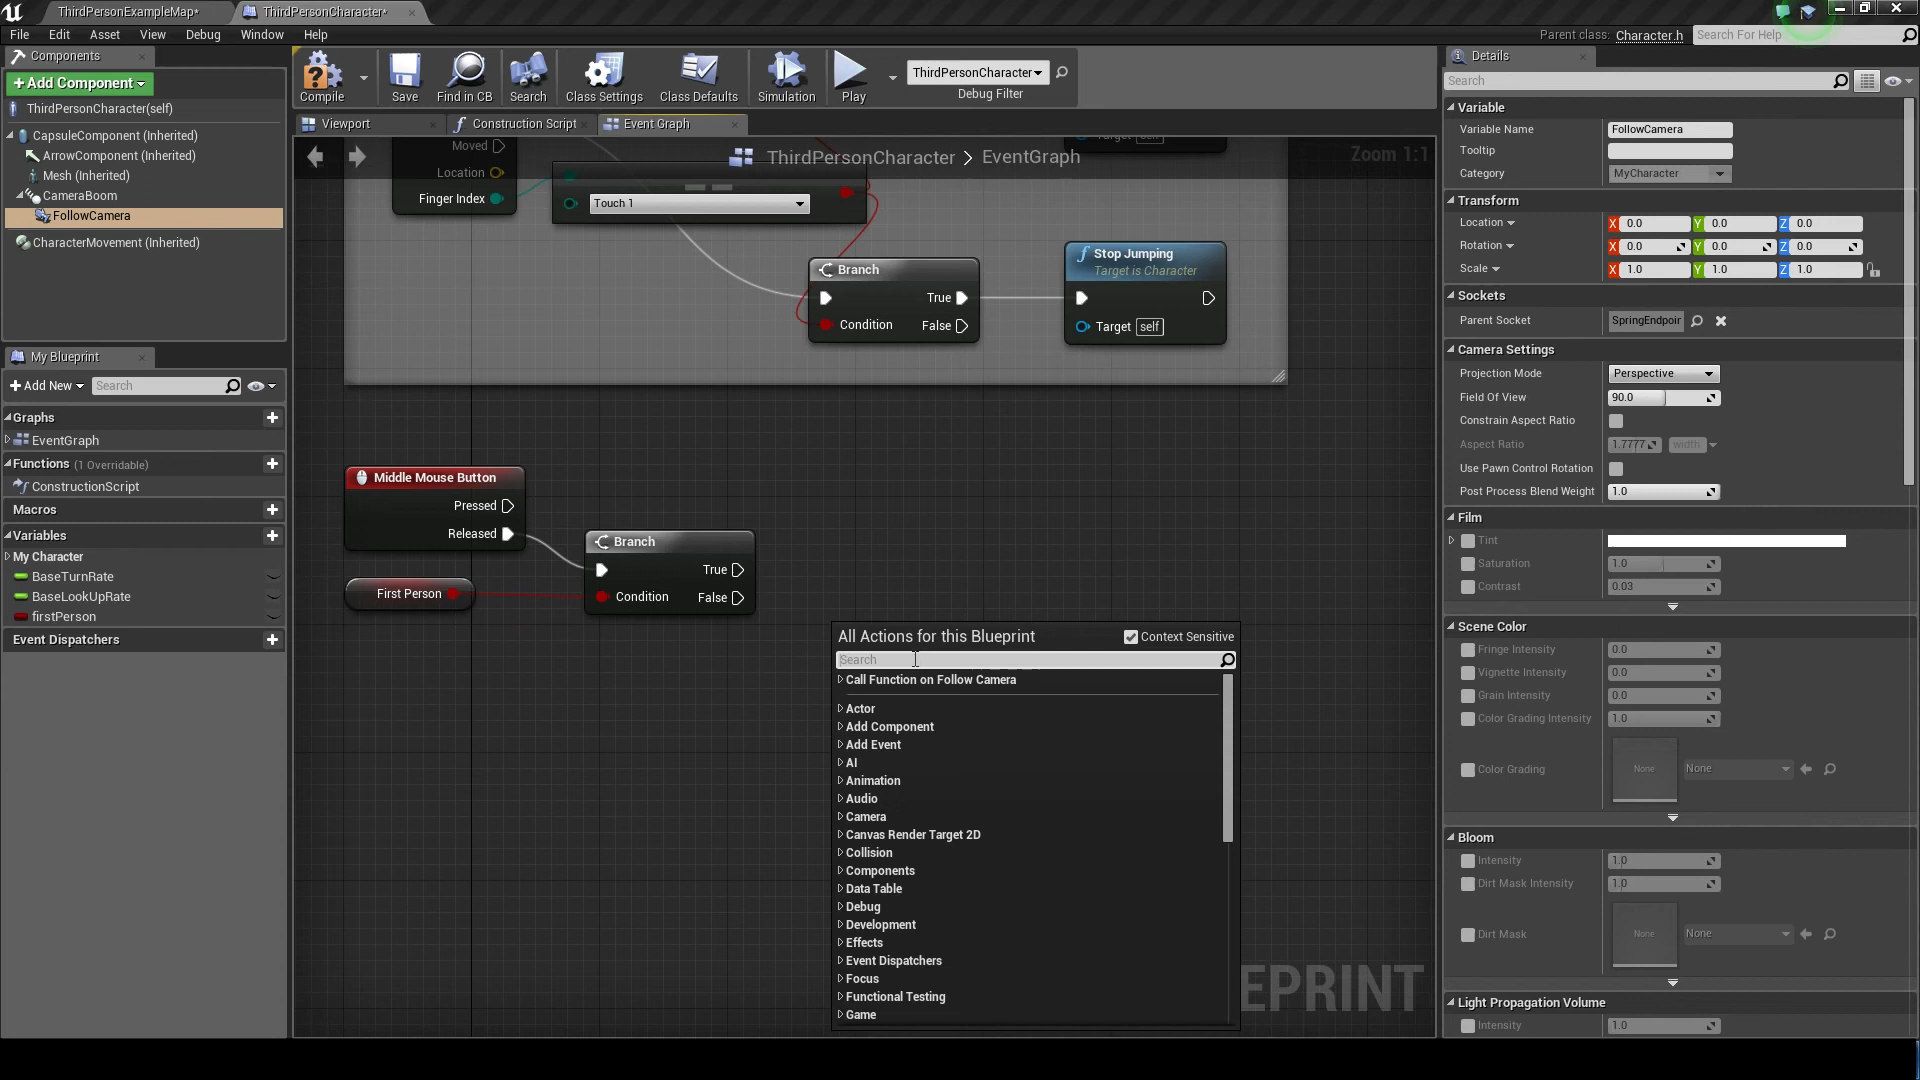 ThirdPersonExampleMap*
ThirdPersonCharacter*
File Edit Asset View Debug Window Help
Parent class: Character.h
Search For Help
Components
+Add Component
ThirdPersonCharacter(self)
CapsuleComponent (Inherited)
ArrowComponent (Inherited)
Mesh (Inherited)
CameraBoom
FollowCamera
CharacterMovement (Inherited)
My Blueprint
+Add New
Search
Graphs
EventGraph
Functions (1 Overridable)
ConstructionScript
Macros
Variables
My Character
BaseTurnRate
BaseLookUpRate
firstPerson
Event Dispatchers
Compile
Save
Find in CB
Search
Class Settings
Class Defaults
Simulation
Play
ThirdPersonCharacter
Debug Filter
Viewport
Construction Script
Event Graph
ThirdPersonCharacter > EventGraph
Zoom 1:1
Moved
Location
Finger Index
Touch 1
Target self
Branch
True
Condition
False
Stop Jumping
Target is Character
Target self
Middle Mouse Button
Pressed
Released
First Person
Branch
True
Condition
False
All Actions for this Blueprint
Context Sensitive
Search
Call Function on Follow Camera
Actor
Add Component
Add Event
AI
Animation
Audio
Camera
Canvas Render Target 2D
Collision
Components
Data Table
Debug
Development
Effects
Event Dispatchers
Focus
Functional Testing
Game
EPRINT
Details
Search
Variable
Variable Name FollowCamera
Tooltip
Category MyCharacter
Transform
Location X 0.0 Y 0.0 Z 0.0
Rotation X 0.0 Y 0.0 Z 0.0
Scale X 1.0 Y 1.0 Z 1.0
Sockets
Parent Socket SpringEndpoir
Camera Settings
Projection Mode Perspective
Field Of View 90.0
Constrain Aspect Ratio
Aspect Ratio 1.7777 width
Use Pawn Control Rotation
Post Process Blend Weight 1.0
Film
Tint
Saturation 1.0
Contrast 0.03
Scene Color
Fringe Intensity 0.0
Vignette Intensity 0.0
Grain Intensity 0.0
Color Grading Intensity 1.0
Color Grading None None
Bloom
Intensity 1.0
Dirt Mask Intensity 1.0
Dirt Mask None None
Light Propagation Volume
Intensity 1.0